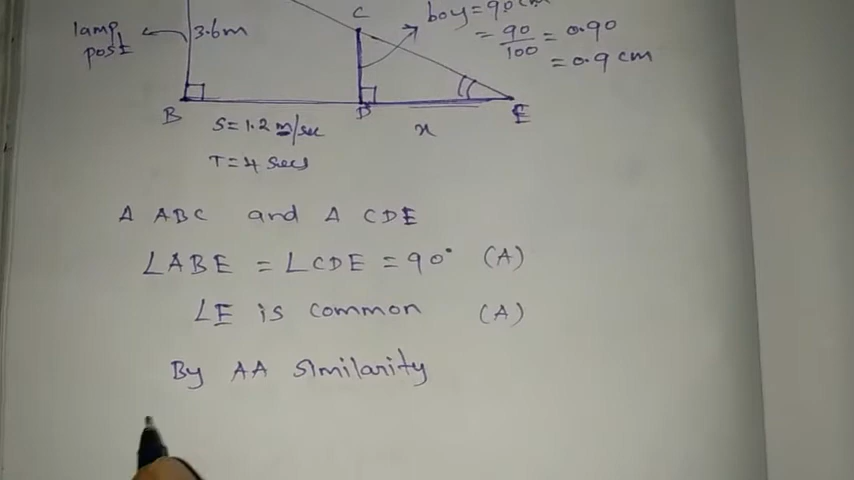 C
boy = 90 cm
lamp post
3.6m
= 90/100 = 0.90
= 0.9 cm
B
D
E
S = 1.2 m/sec
x
T = 4 secs
Δ ABC and Δ CDE
∠ABE = ∠CDE = 90° (A)
∠E is common (A)
By AA similarity